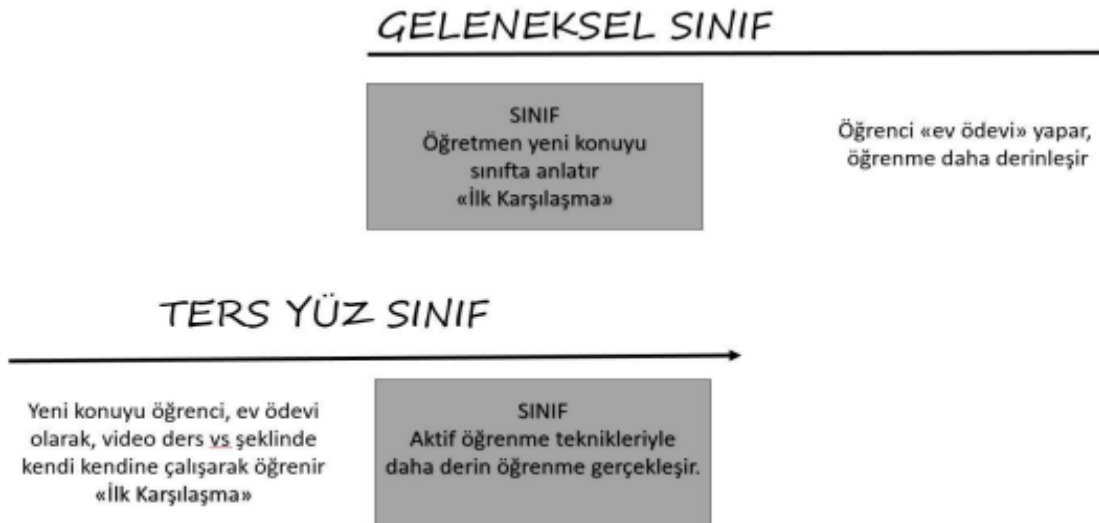 GELENEKSEL SINIF
SINIF
Öğretmen yeni konuyu
sınıfta anlatır
«İlk Karşılaşma»
Öğrenci «ev ödevi» yapar,
öğrenme daha derinleşir
TERS YÜZ SINIF
Yeni konuyu öğrenci, ev ödevi
olarak, video ders vs şeklinde
kendi kendine çalışarak öğrenir
«İlk Karşılaşma»
SINIF
Aktif öğrenme teknikleriyle
daha derin öğrenme gerçekleşir.